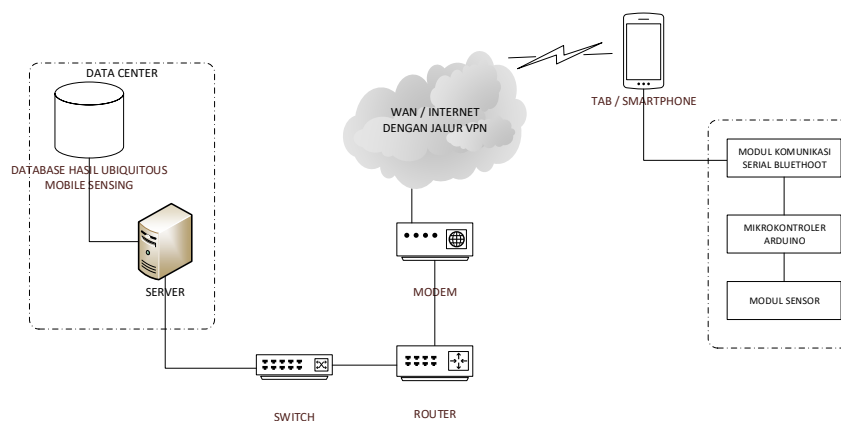 DATA CENTER
DATABASE HASIL UBIQUITOUS
MOBILE SENSING
SERVER
SWITCH
ROUTER
MODEM
WAN / INTERNET
DENGAN JALUR VPN
TAB / SMARTPHONE
MODUL KOMUNIKASI
SERIAL BLUETHOOT
MIKROKONTROLER
ARDUINO
MODUL SENSOR